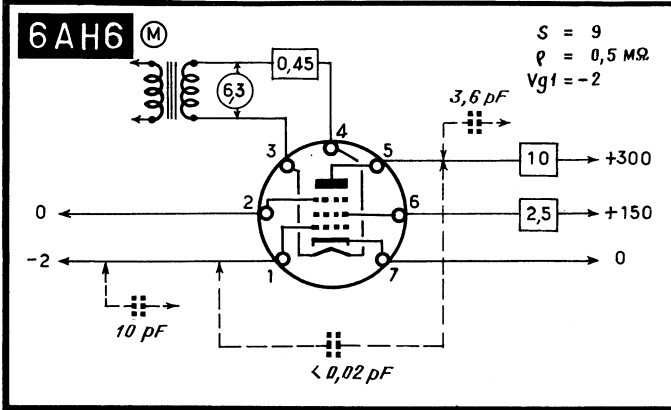 6AH6 M
S = 9
ρ = 0,5 MΩ
Vg1 = -2
0,45
6,3
3,6 pF
4
3
5
10
+300
2
6
0
2,5
+150
-2
1
7
0
10 pF
< 0,02 pF